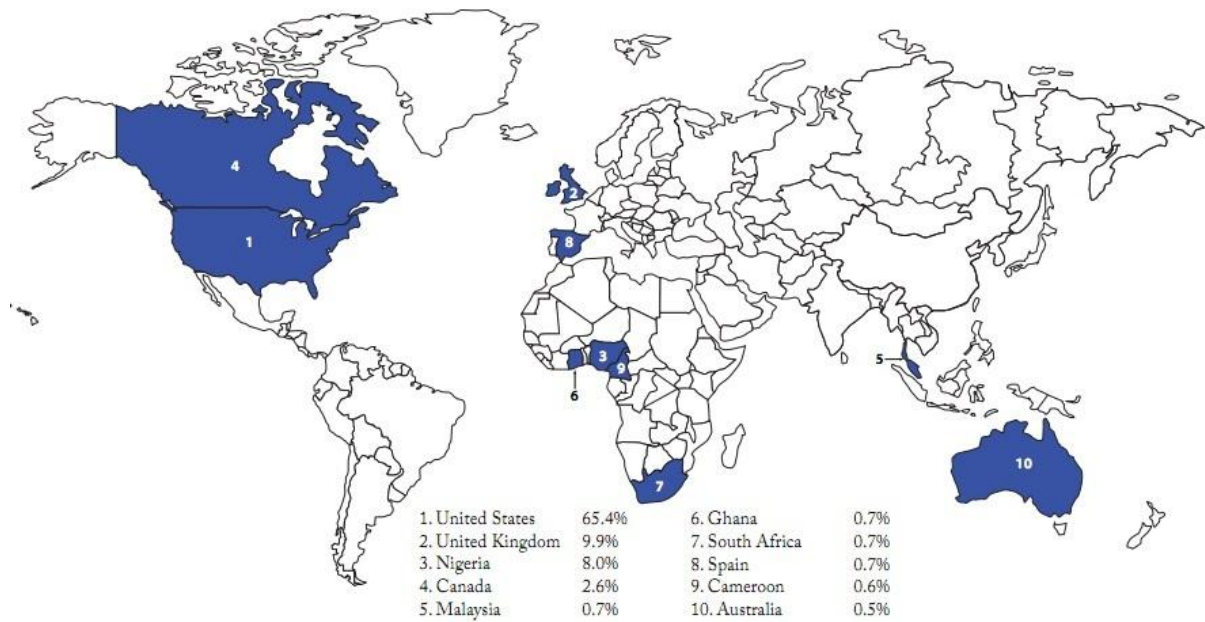 4
1
2
8
3
9
5
6
7
10
1. United States 65.4%
2. United Kingdom 9.9%
3. Nigeria 8.0%
4. Canada 2.6%
5. Malaysia 0.7%
6. Ghana 0.7%
7. South Africa 0.7%
8. Spain 0.7%
9. Cameroon 0.6%
10. Australia 0.5%